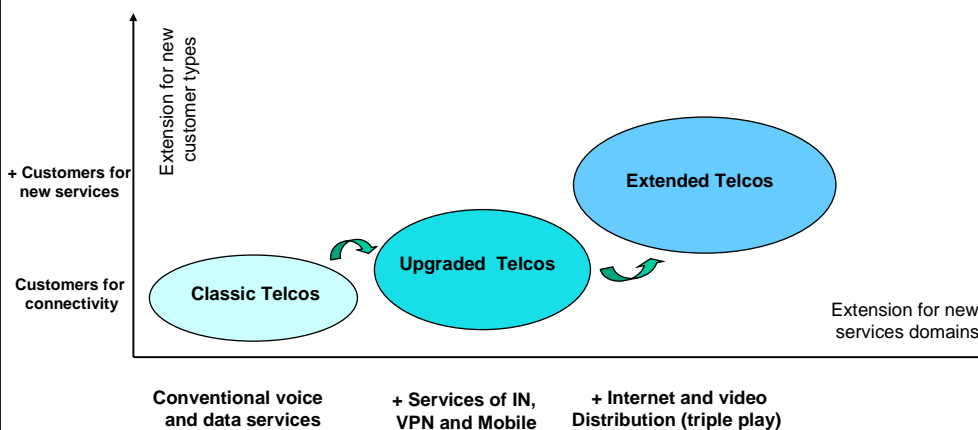 Extension for new
customer types
+ Customers for
new services
Extended Telcos
Upgraded Telcos
Customers for
connectivity
Classic Telcos
Extension for new
services domains
Conventional voice
and data services
+ Services of IN,
VPN and Mobile
+ Internet and video
Distribution (triple play)